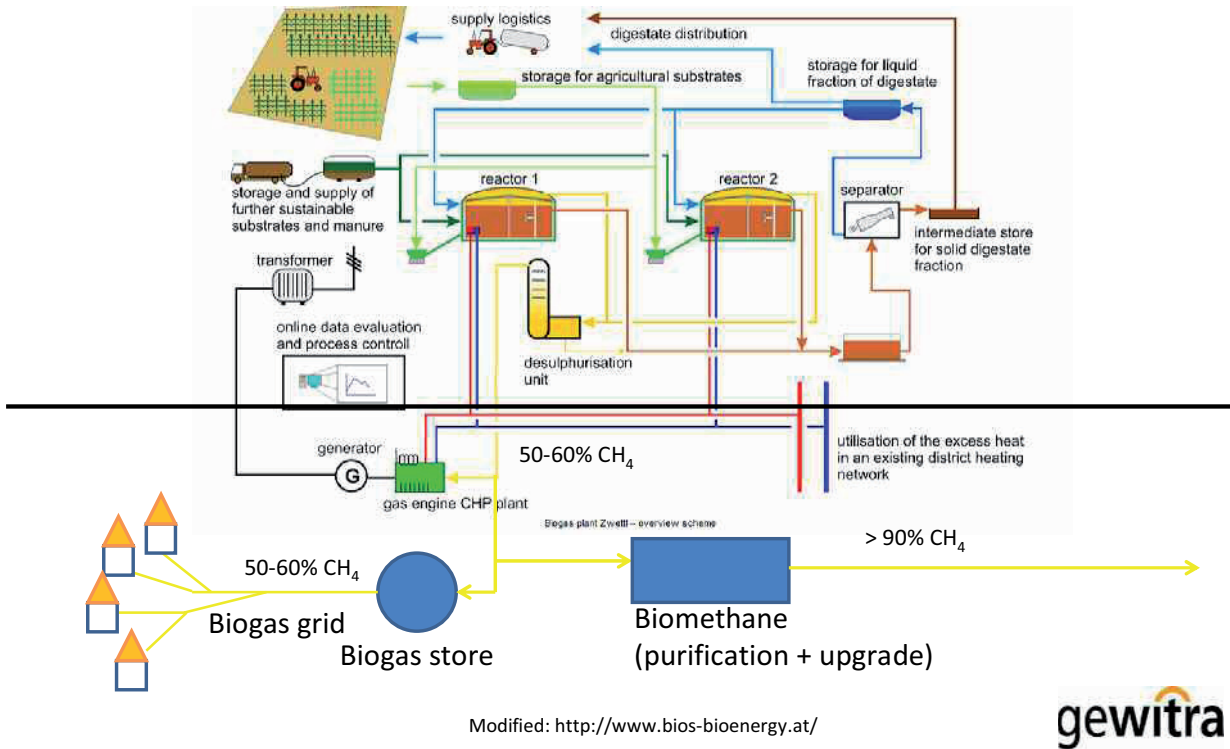 supply logistics
digestate distribution
storage for agricultural substrates
storage for liquid
fraction of digestate
reactor 1
reactor 2
separator
storage and supply of
further sustainable
substrates and manure
intermediate store
for solid digestate
fraction
transformer
online data evaluation
and process controll
desulphurisation
unit
generator
G
gas engine CHP plant
50-60% CH4
utilisation of the excess heat
in an existing district heating
network
Biogas plant Zwettl – overview scheme
> 90% CH4
50-60% CH4
Biogas grid
Biogas store
Biomethane
(purification + upgrade)
Modified: http://www.bios-bioenergy.at/
gewitra